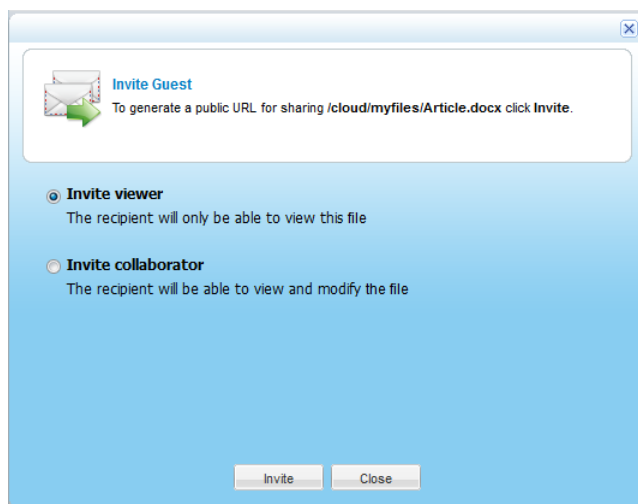 Invite Guest
To generate a public URL for sharing /cloud/myfiles/Article.docx click Invite.
Invite viewer
The recipient will only be able to view this file
Invite collaborator
The recipient will be able to view and modify the file
Invite Close